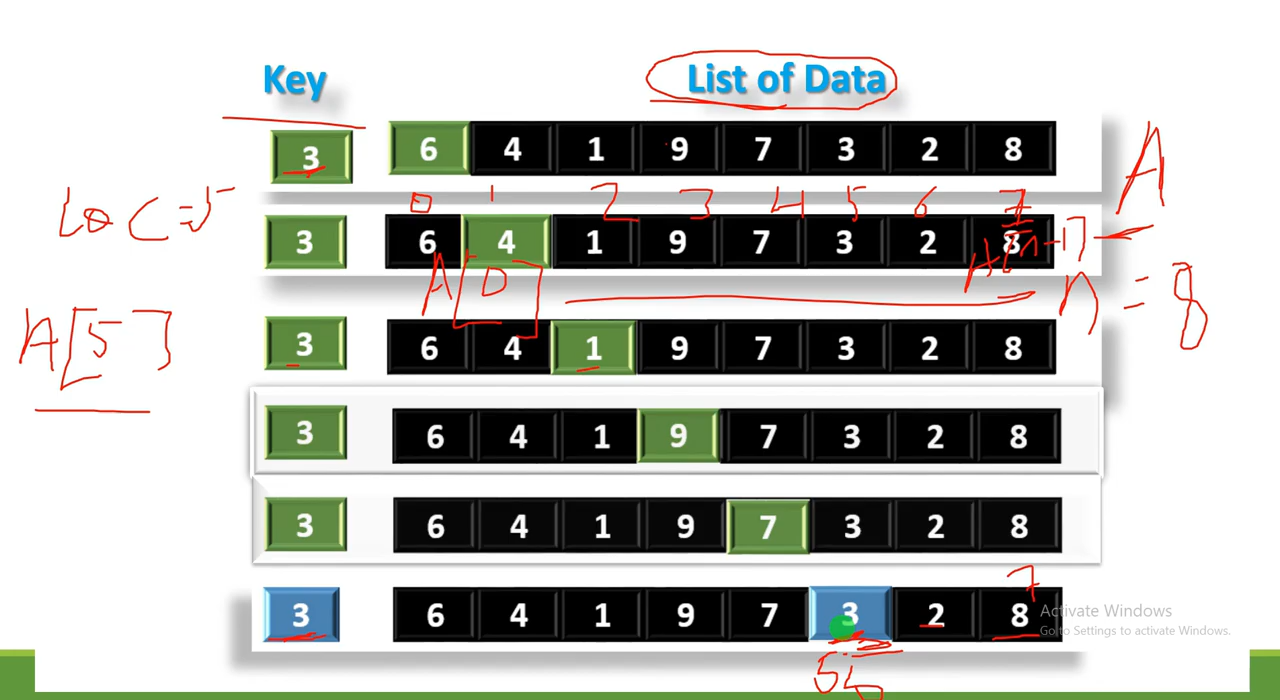 Key List of Data
3 6 4 1 9 7 3 2 8
0 1 2 3 4 5 6 7 A
Loc = 5
3 6 4 1 9 7 3 2 8
A[0] A[n-1]
n = 8
A[5]
3 6 4 1 9 7 3 2 8
3 6 4 1 9 7 3 2 8
3 6 4 1 9 7 3 2 8
7
3 6 4 1 9 7 3 2 8
Activate Windows
Go to Settings to activate Windows.
5 5